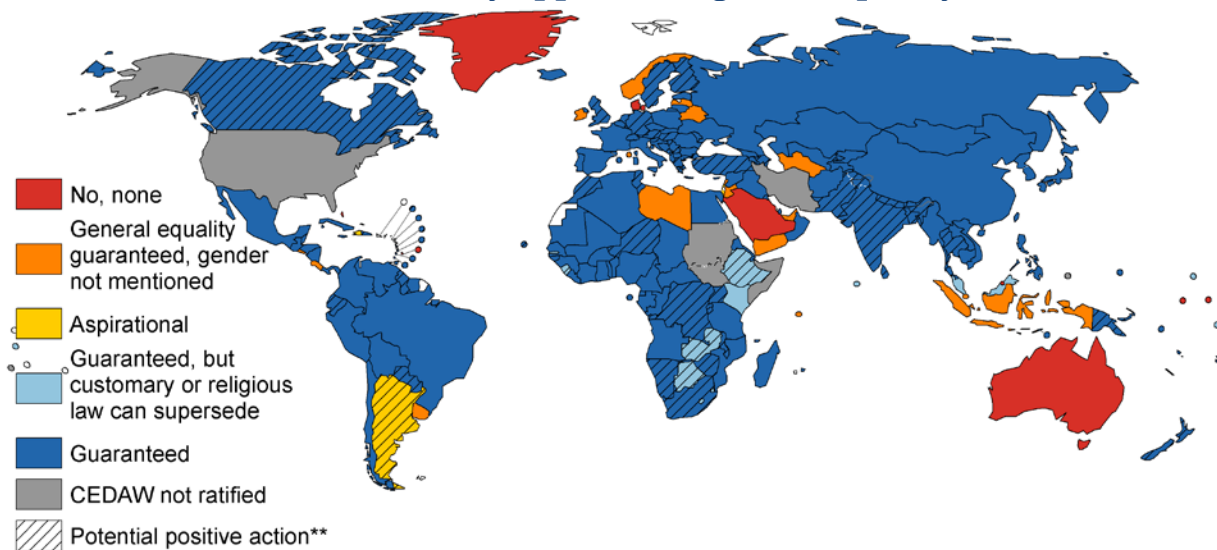 No, none
General equality
guaranteed, gender
not mentioned
Aspirational
Guaranteed, but
customary or religious
law can supersede
Guaranteed
CEDAW not ratified
Potential positive action**